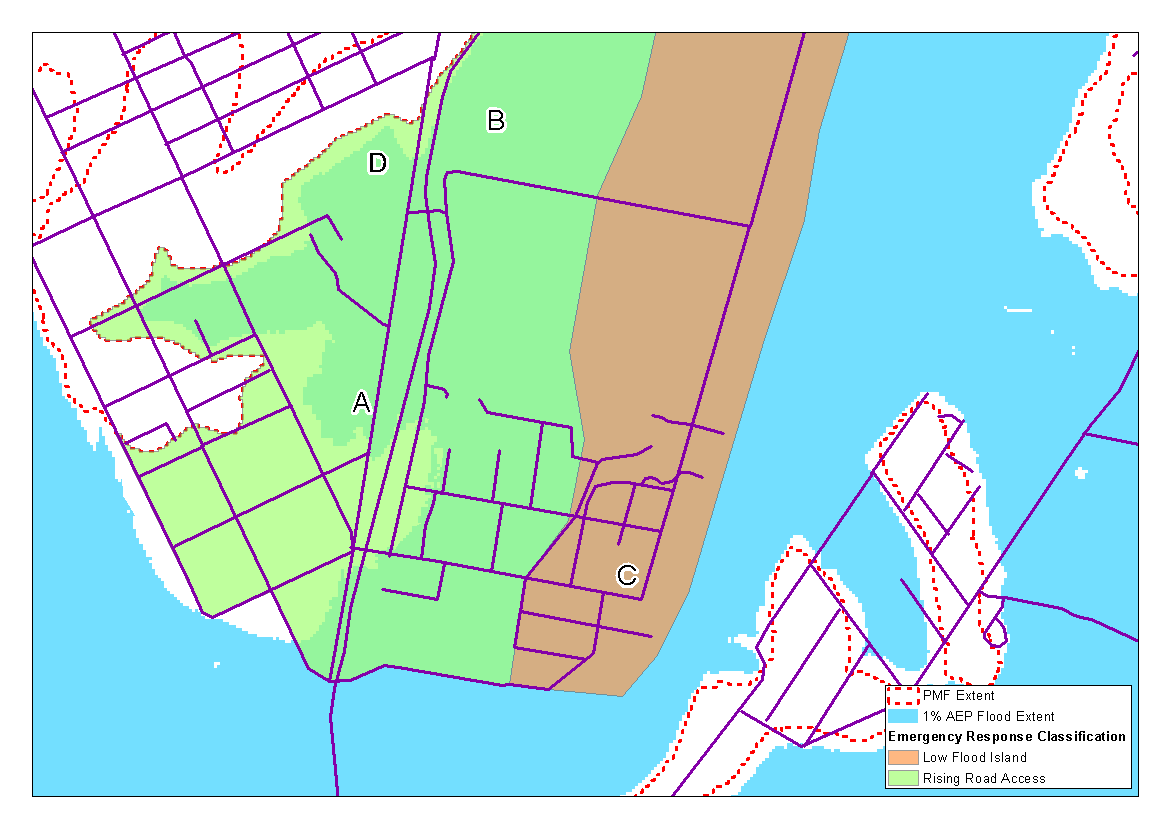 B
D
A
C
PMF Extent
1% AEP Flood Extent
Emergency Response Classification
Low Flood Island
Rising Road Access